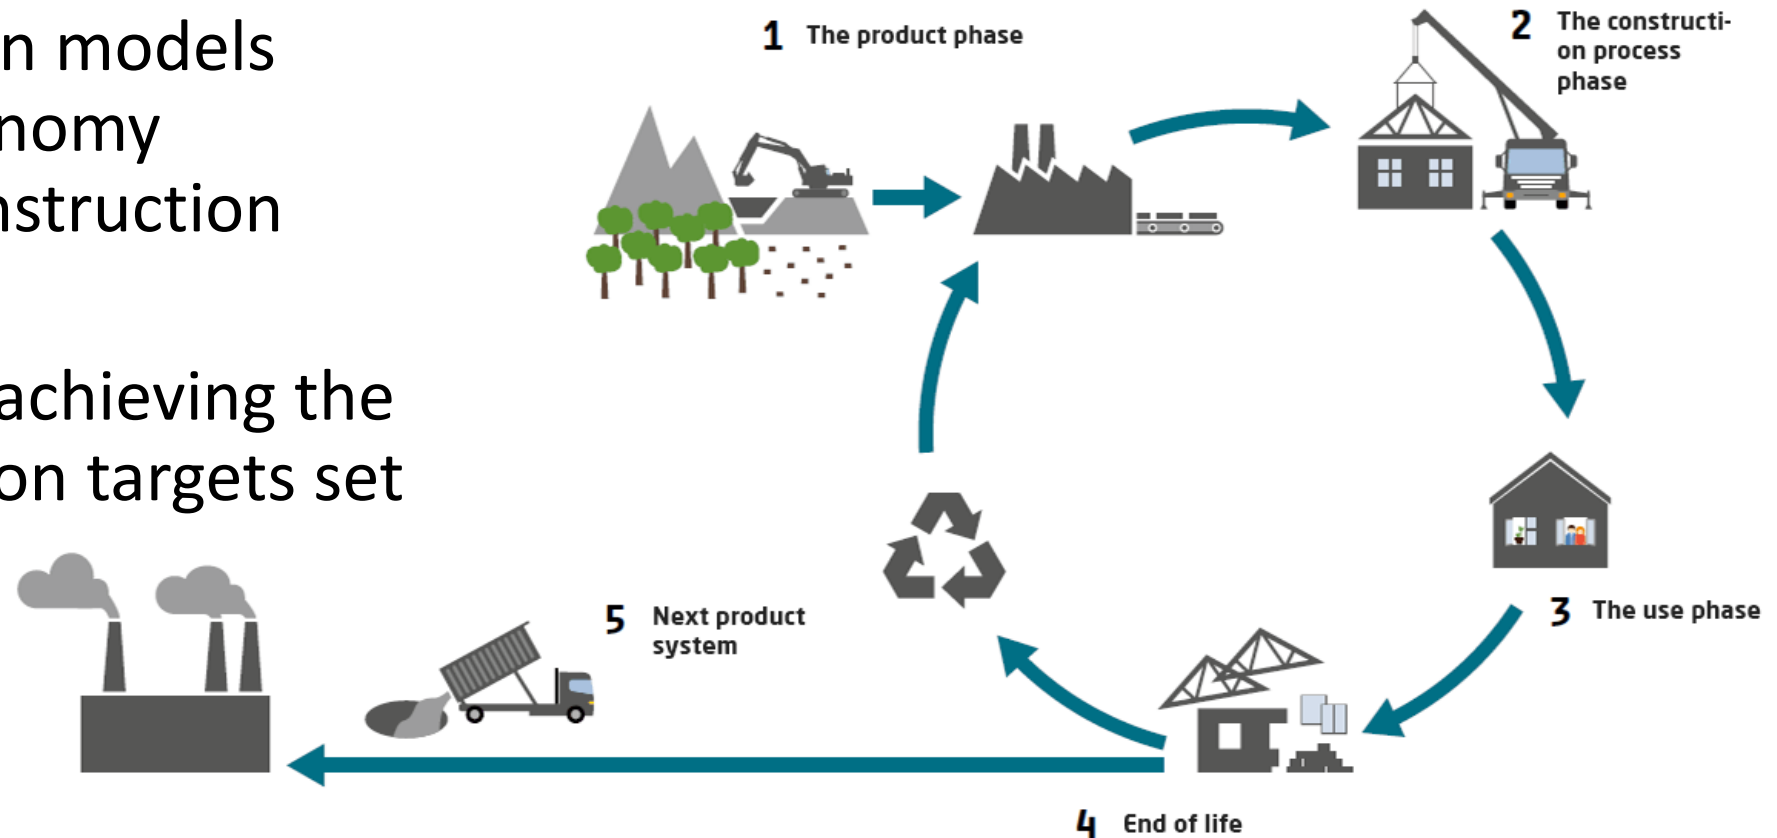 n models
nomy
nstruction
achieving the
on targets set
1 The product phase
2 The constructi-
on process
phase
3 The use phase
4 End of life
5 Next product
system